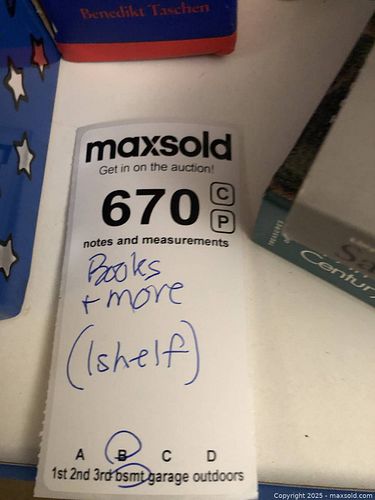 Benedikt Taschen
maxsold
Get in on the auction!
670 C
P
notes and measurements
Books
+ more
(1shelf)
A B C D
1st 2nd 3rd bsmt garage outdoors
Century
Copyright 2025 - maxsold.com